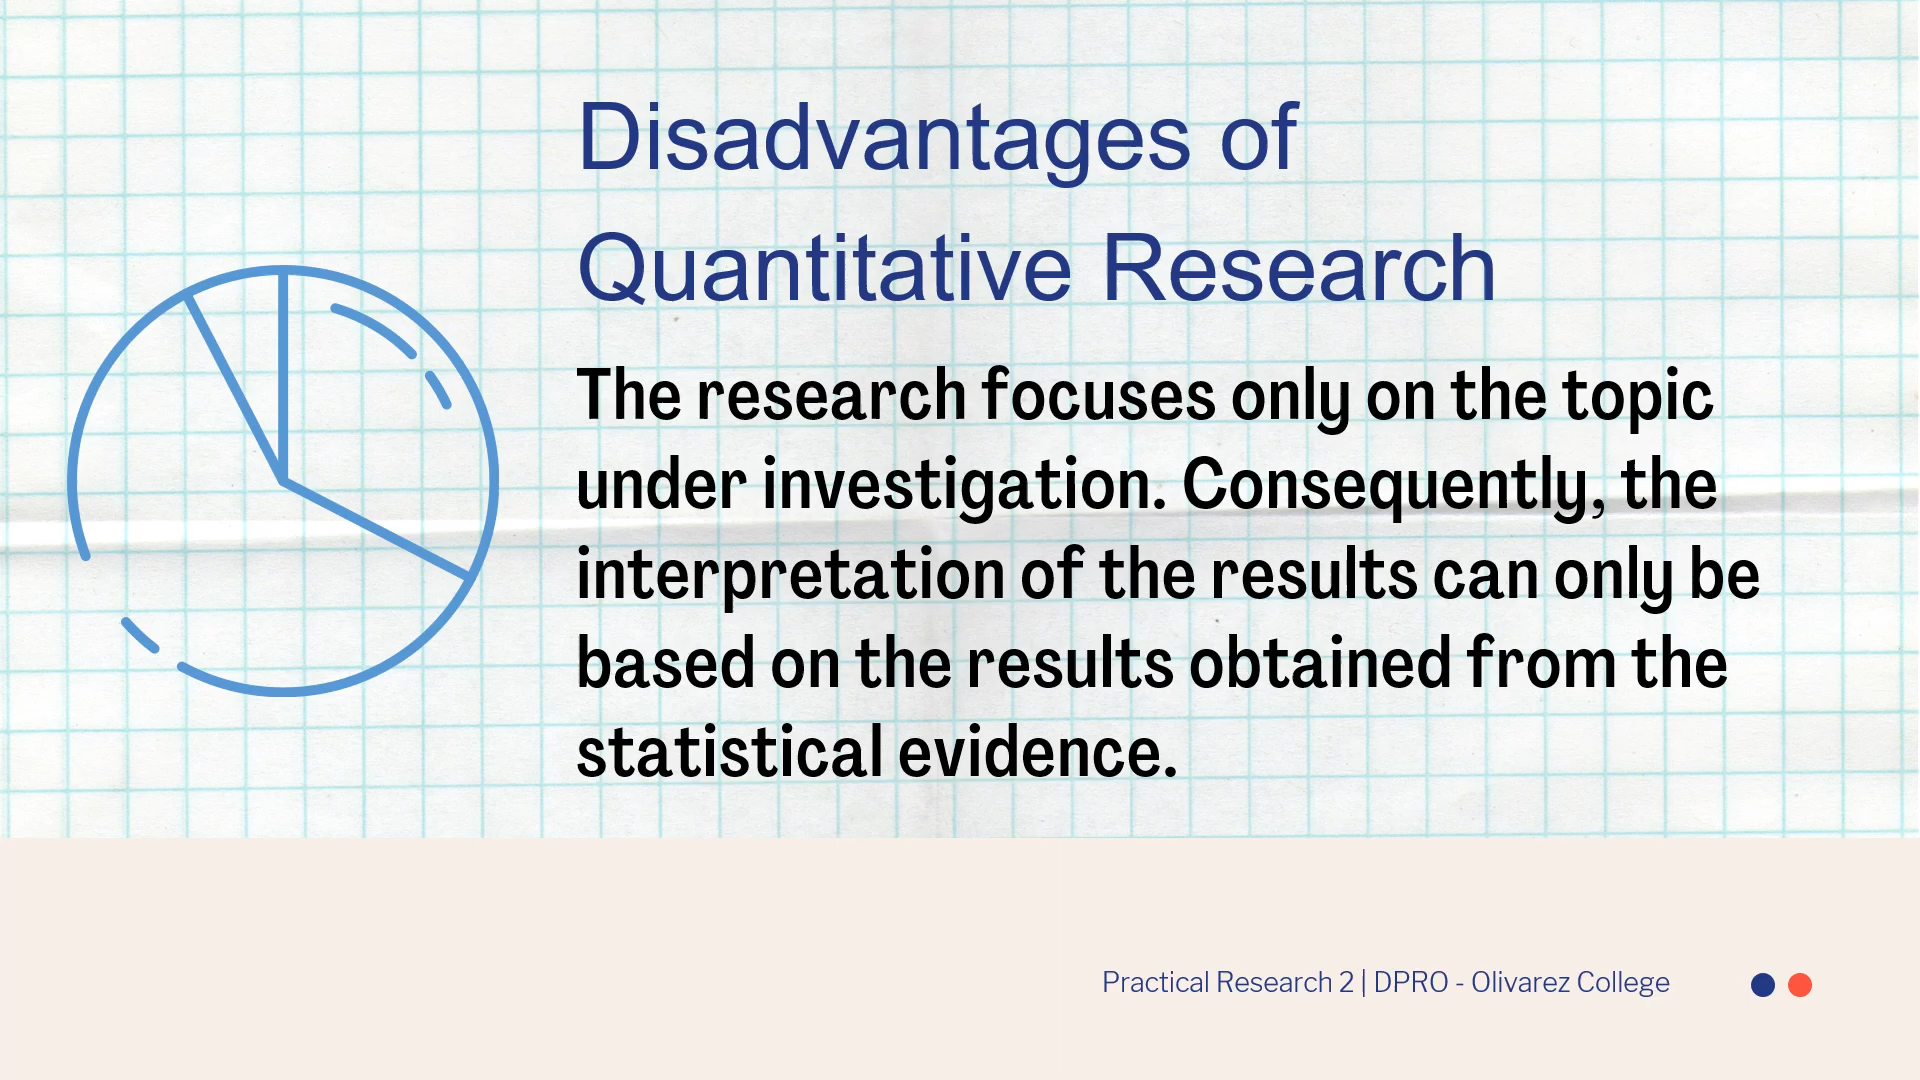 Disadvantages of
Quantitative Research
The research focuses only on the topic
under investigation. Consequently, the
interpretation of the results can only be
based on the results obtained from the
statistical evidence.
Practical Research 2 | DPRO - Olivarez College